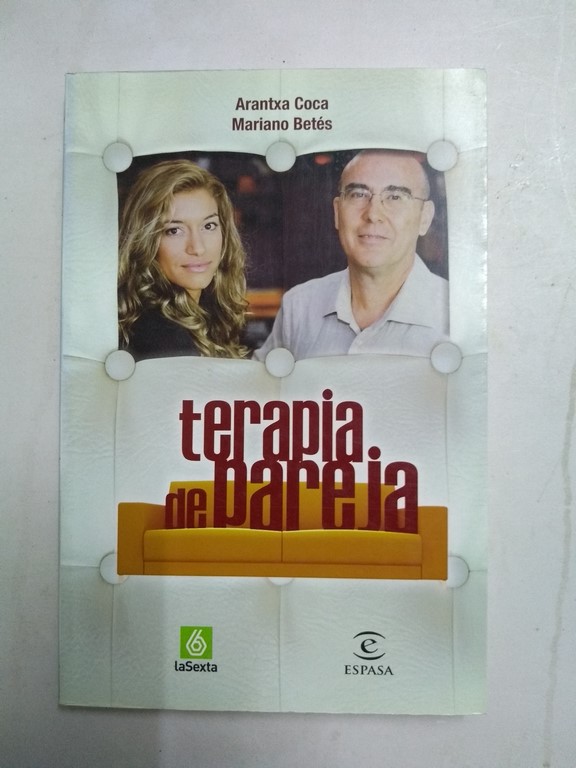 Arantxa Coca
Mariano Betés
terapia
de pareja
6
laSexta
e
ESPASA